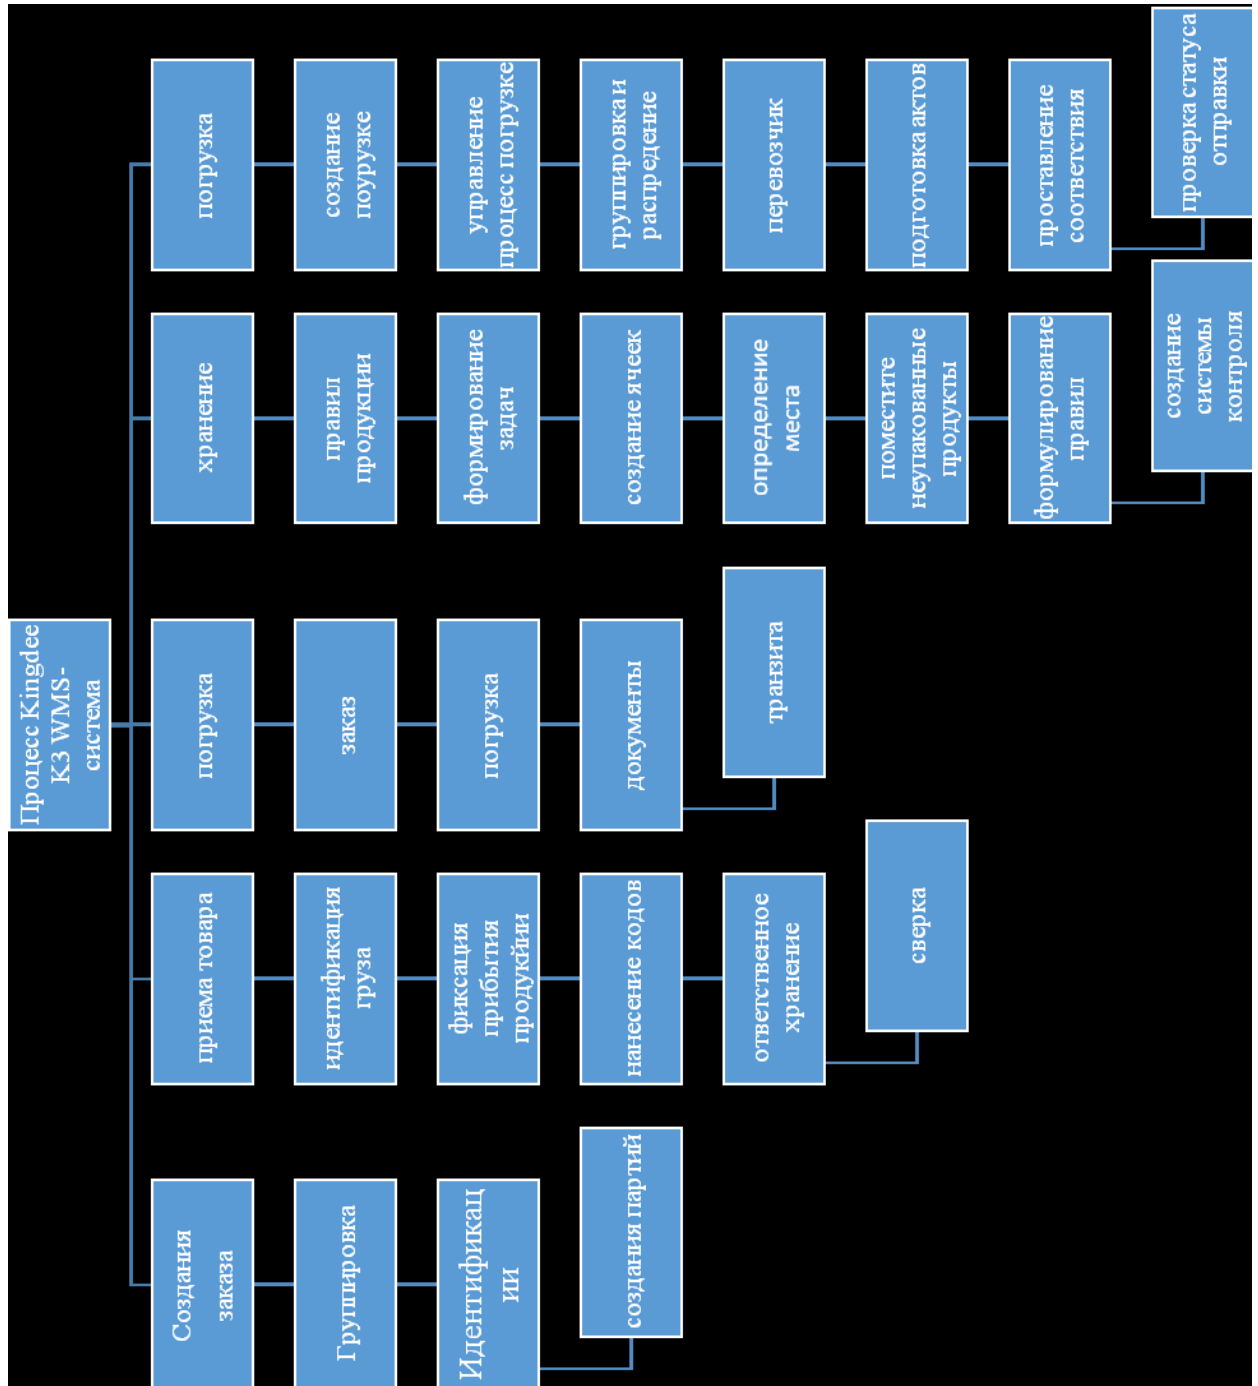 Процесс Kingdee
K3 WMS-
система
Создания
заказа
Группировка
Идентификац
ии
создания партий
приема товара
идентификация
груза
фиксация
прибытия
продукйии
нанесение кодов
ответственное
хранение
сверка
погрузка
заказ
погрузка
документы
транзита
хранение
правил
продукции
формирование
задач
создание ячеек
определение
места
поместите
неупакованные
продукты
формулирование
правил
создание
системы
контроля
погрузка
создание
поурузке
управление
процесс погрузке
группировка и
распредение
перевозчик
подготовка актов
проставление
соответствия
проверка статуса
отправки